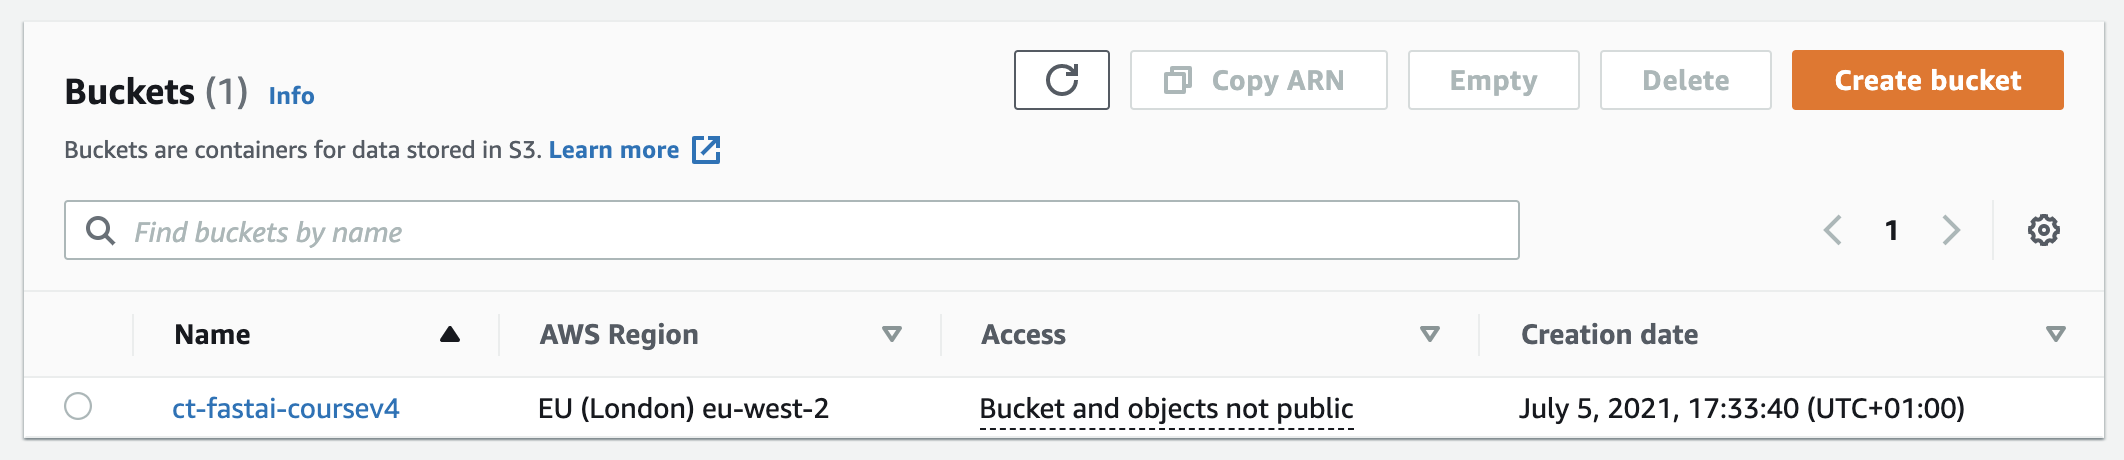 Buckets (1) Info
Copy ARN
Empty
Delete
Create bucket
Buckets are containers for data stored in S3. Learn more
Find buckets by name
1
Name AWS Region Access Creation date
ct-fastai-coursev4 EU (London) eu-west-2 Bucket and objects not public July 5, 2021, 17:33:40 (UTC+01:00)